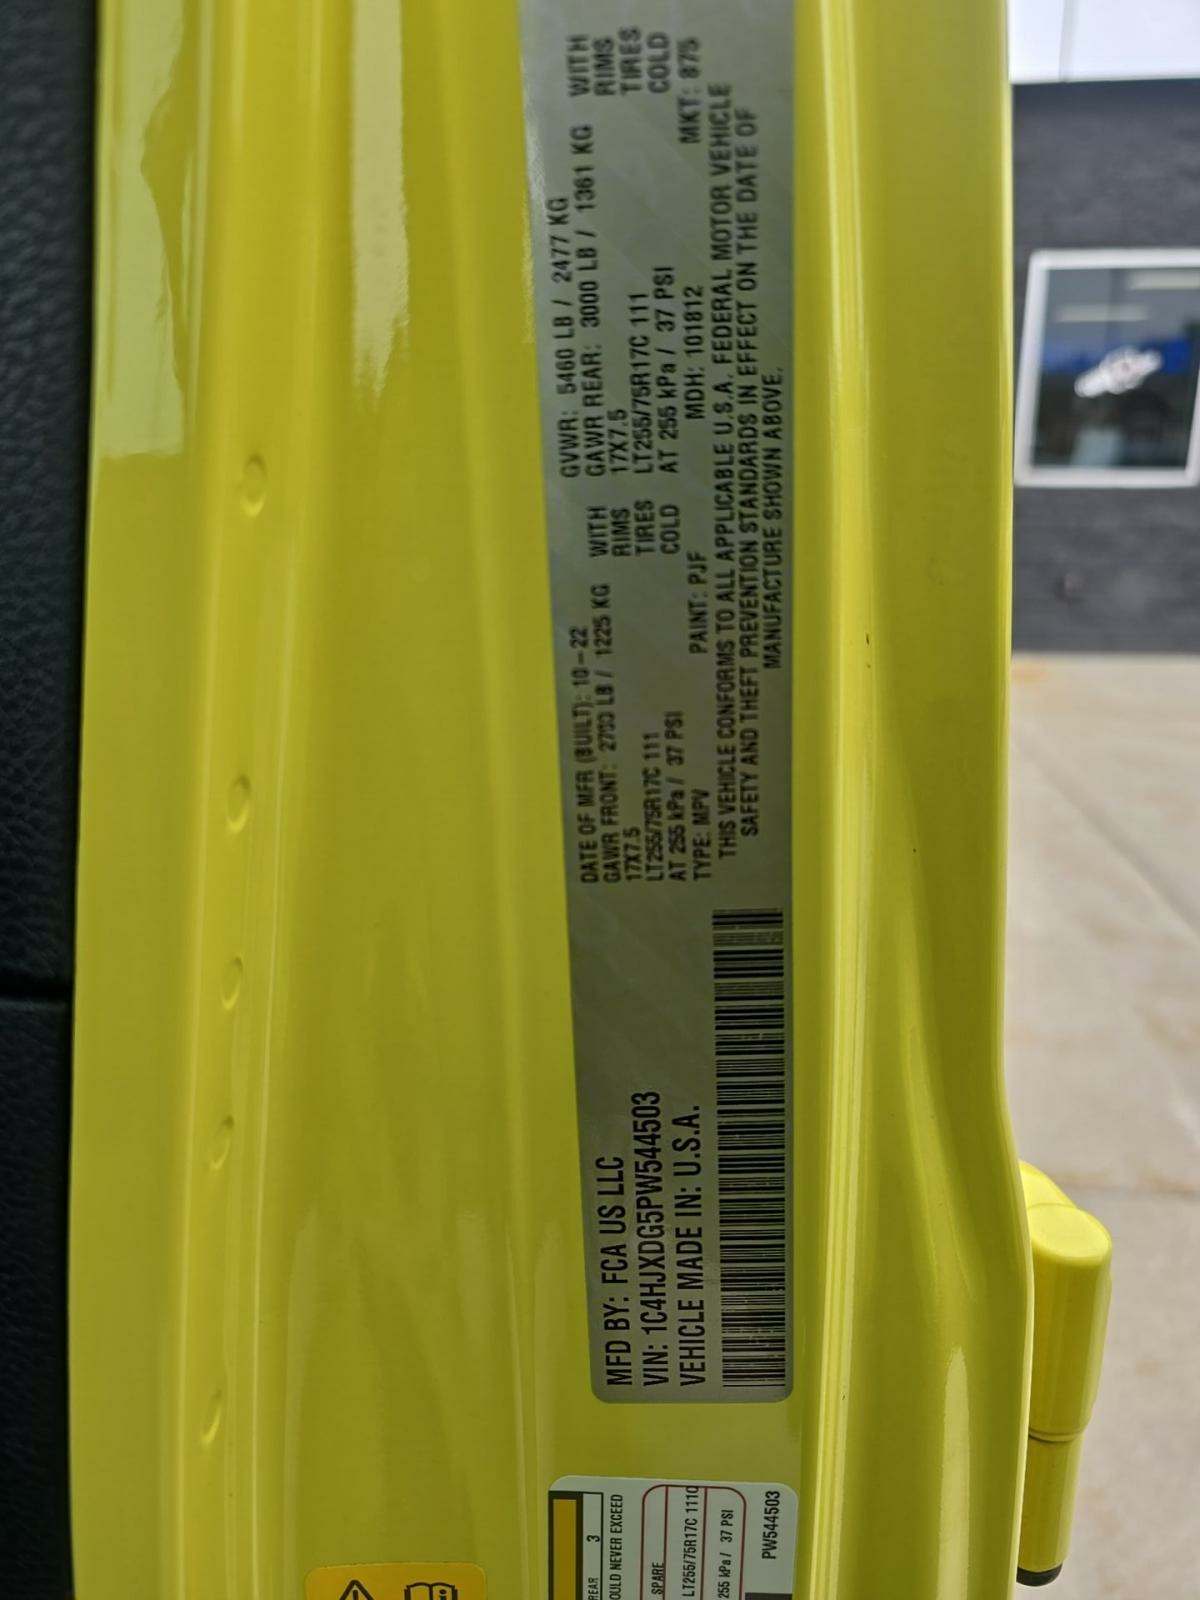 MFD BY: FCA US LLC
VIN: 1C4HJXDG5PW544503
VEHICLE MADE IN: U.S.A.
DATE OF MFR (BUILT): 10-22 GVWR: 5460 LB / 2477 KG
GAWR FRONT: 2700 LB / 1225 KG WITH GAWR REAR: 3000 LB / 1361 KG WITH
17X7.5 RIMS 17X7.5 RIMS
LT255/75R17C 111 TIRES LT255/75R17C 111 TIRES
AT 255 kPa / 37 PSI COLD AT 255 kPa / 37 PSI COLD
TYPE: MPV PAINT: PJF MDH: 101812 MKT: 875
THIS VEHICLE CONFORMS TO ALL APPLICABLE U.S.A. FEDERAL MOTOR VEHICLE
SAFETY AND THEFT PREVENTION STANDARDS IN EFFECT ON THE DATE OF
MANUFACTURE SHOWN ABOVE.
REAR 3
OULD NEVER EXCEED
SPARE
LT255/75R17C 111C
255 kPa / 37 PSI
PW544503